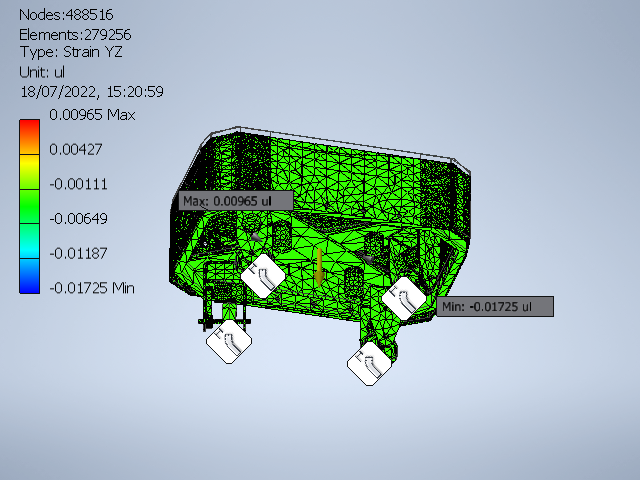 Nodes:488516
Elements:279256
Type: Strain YZ
Unit: ul
18/07/2022, 15:20:59
0.00965 Max
0.00427
-0.00111
-0.00649
-0.01187
-0.01725 Min
Max: 0.00965 ul
Min: -0.01725 ul